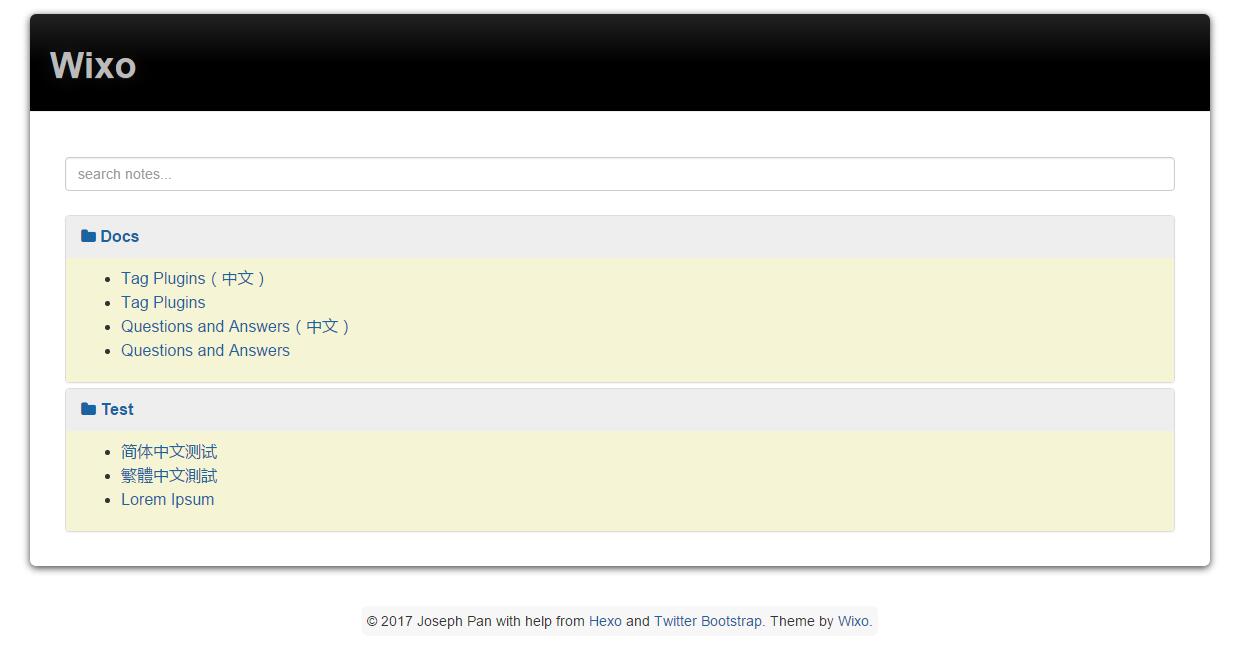 Wixo
search notes...
Docs
Tag Plugins ( 中文 )
Tag Plugins
Questions and Answers ( 中文 )
Questions and Answers
Test
简体中文测试
繁體中文測試
Lorem Ipsum
© 2017 Joseph Pan with help from Hexo and Twitter Bootstrap. Theme by Wixo.